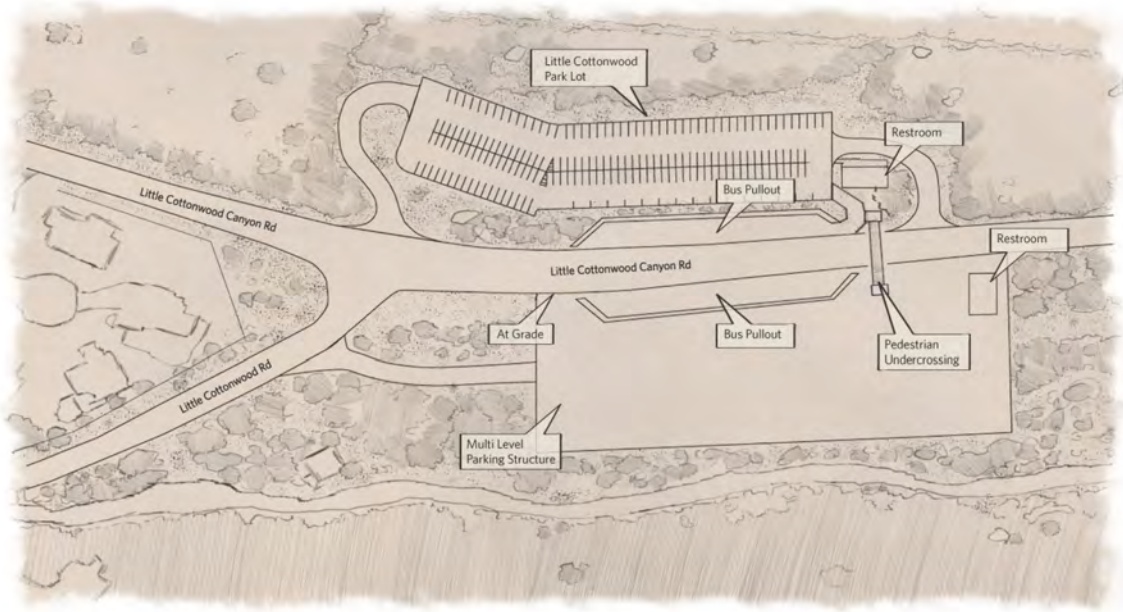 Little Cottonwood
Park Lot
Restroom
Bus Pullout
Little Cottonwood Canyon Rd
Restroom
Little Cottonwood Canyon Rd
At Grade
Bus Pullout
Pedestrian
Undercrossing
Little Cottonwood Rd
Multi Level
Parking Structure